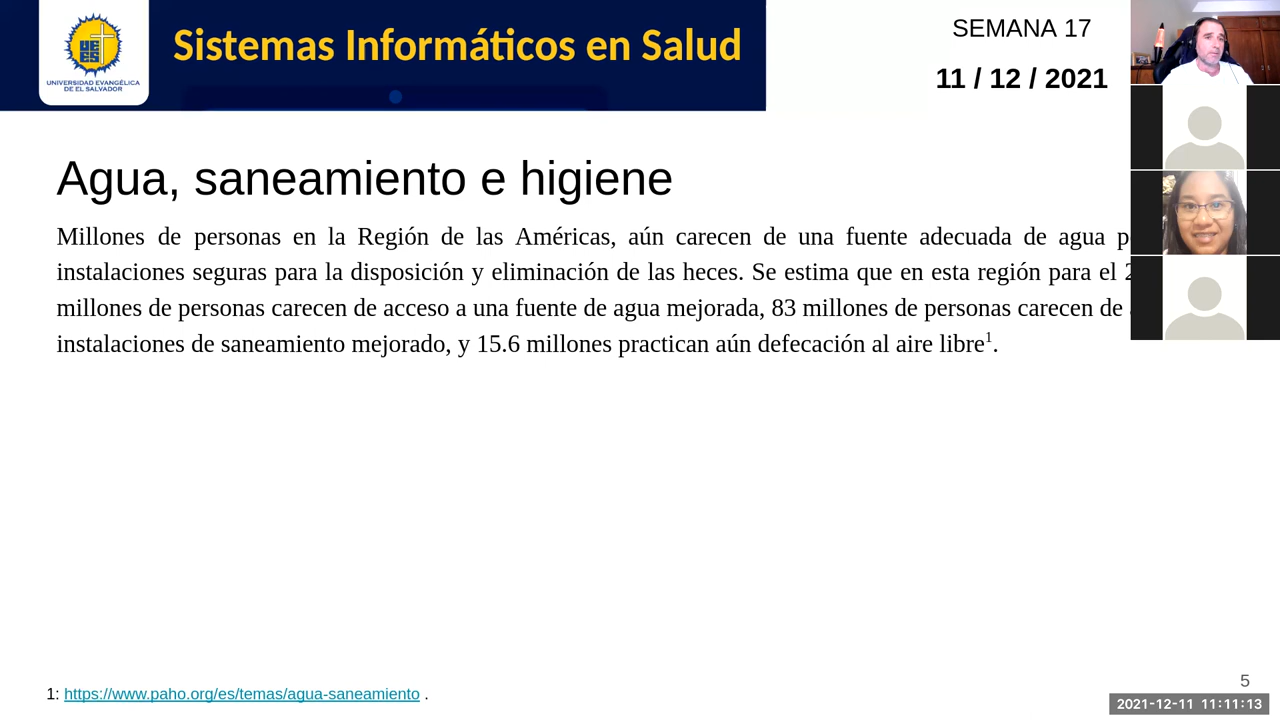 UNIVERSIDAD EVANGÉLICA
DE EL SALVADOR
Sistemas Informáticos en Salud
SEMANA 17
11 / 12 / 2021
Agua, saneamiento e higiene
Millones de personas en la Región de las Américas, aún carecen de una fuente adecuada de agua
instalaciones seguras para la disposición y eliminación de las heces. Se estima que en esta región para el
millones de personas carecen de acceso a una fuente de agua mejorada, 83 millones de personas carecen de
instalaciones de saneamiento mejorado, y 15.6 millones practican aún defecación al aire libre1.
1: https://www.paho.org/es/temas/agua-saneamiento .
5
2021-12-11 11:11:13